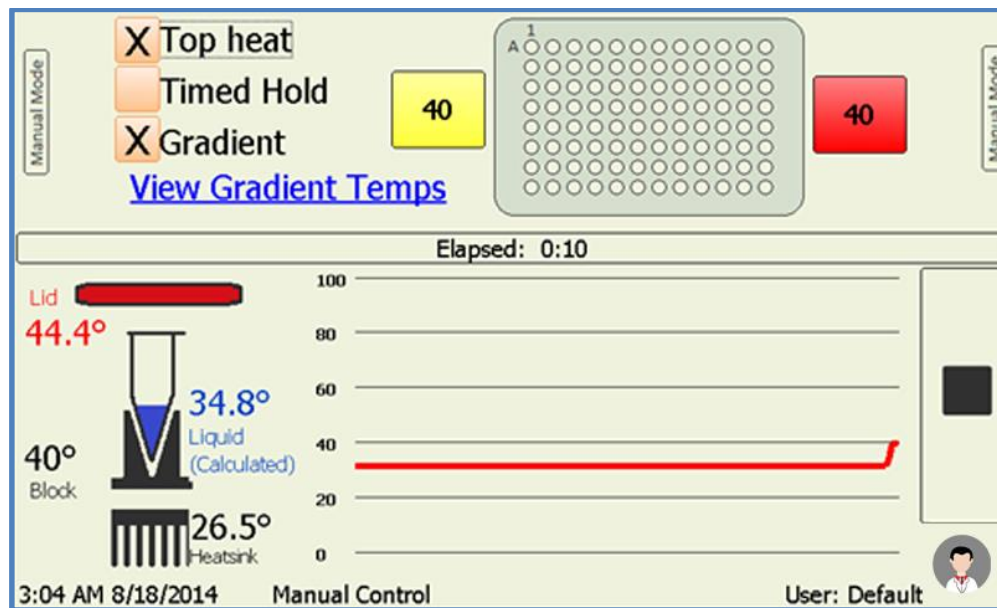 Manual Mode
X Top heat
Timed Hold
X Gradient
View Gradient Temps
40
1
A
40
Manual Mode
Elapsed: 0:10
Lid
44.4°
34.8°
Liquid
(Calculated)
40°
Block
26.5°
Heatsink
100
80
60
40
20
0
3:04 AM 8/18/2014 Manual Control User: Default